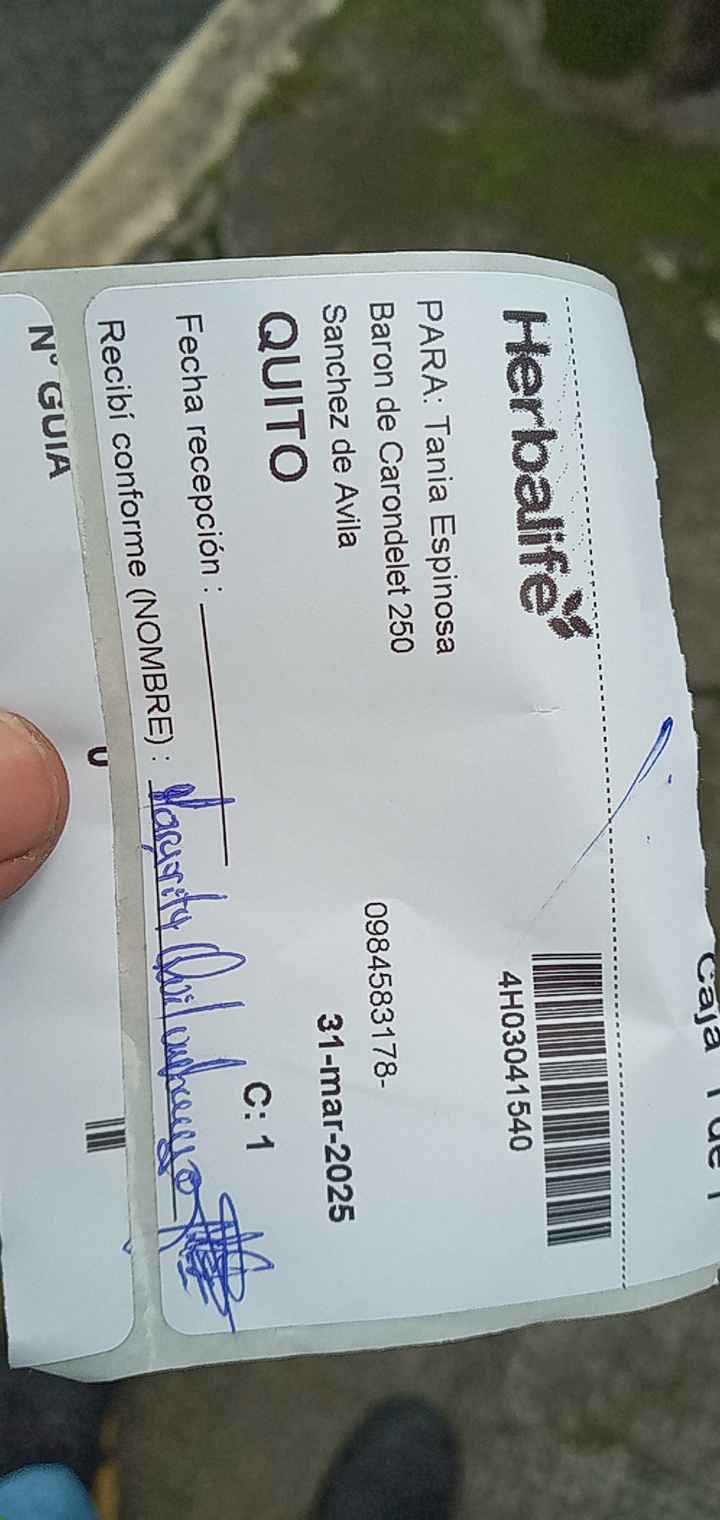 Caja 1 de 1
Herbalife
4H03041540
PARA: Tania Espinosa
Baron de Carondelet 250
0984583178-
Sanchez de Avila
31-mar-2025
QUITO
C: 1
Fecha recepción :
Recibí conforme (NOMBRE) : Margarita
N° GUIA